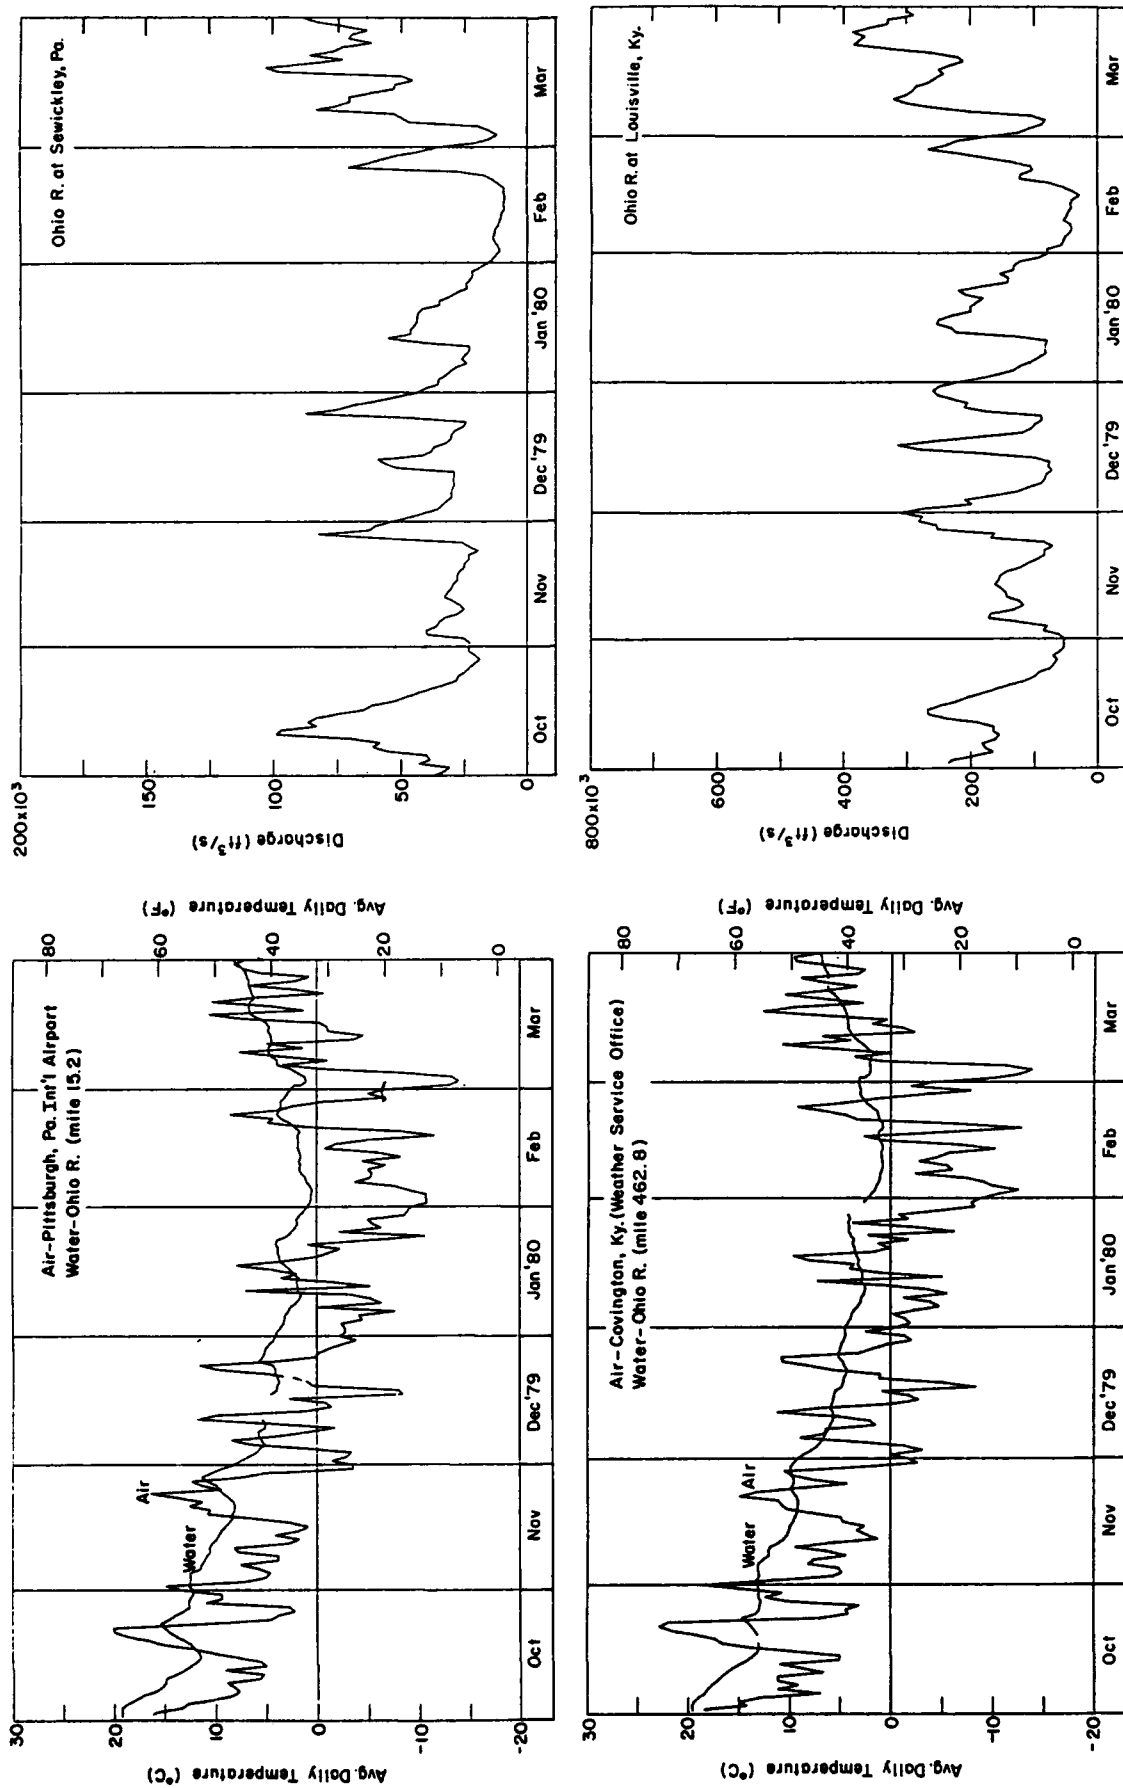 Air-Pittsburgh, Pa. Int'l Airport
Water-Ohio R. (mile 15.2)
Avg. Daily Temperature (°C)
30
20
10
0
-10
Avg. Daily Temperature (°F)
80
60
40
20
0
Water
Air
Oct
Nov
Dec '79
Jan '80
Feb
Mar
Ohio R. at Sewickley, Pa.
Discharge (ft³/s)
200x10³
150
100
50
0
Oct
Nov
Dec '79
Jan '80
Feb
Mar
Air-Covington, Ky. (Weather Service Office)
Water-Ohio R. (mile 462.8)
Avg. Daily Temperature (°C)
30
20
10
0
-10
Avg. Daily Temperature (°F)
80
60
40
20
0
Water
Air
Oct
Nov
Dec '79
Jan '80
Feb
Mar
Ohio R. at Louisville, Ky.
Discharge (ft³/s)
800x10³
600
400
200
0
Oct
Nov
Dec '79
Jan '80
Feb
Mar